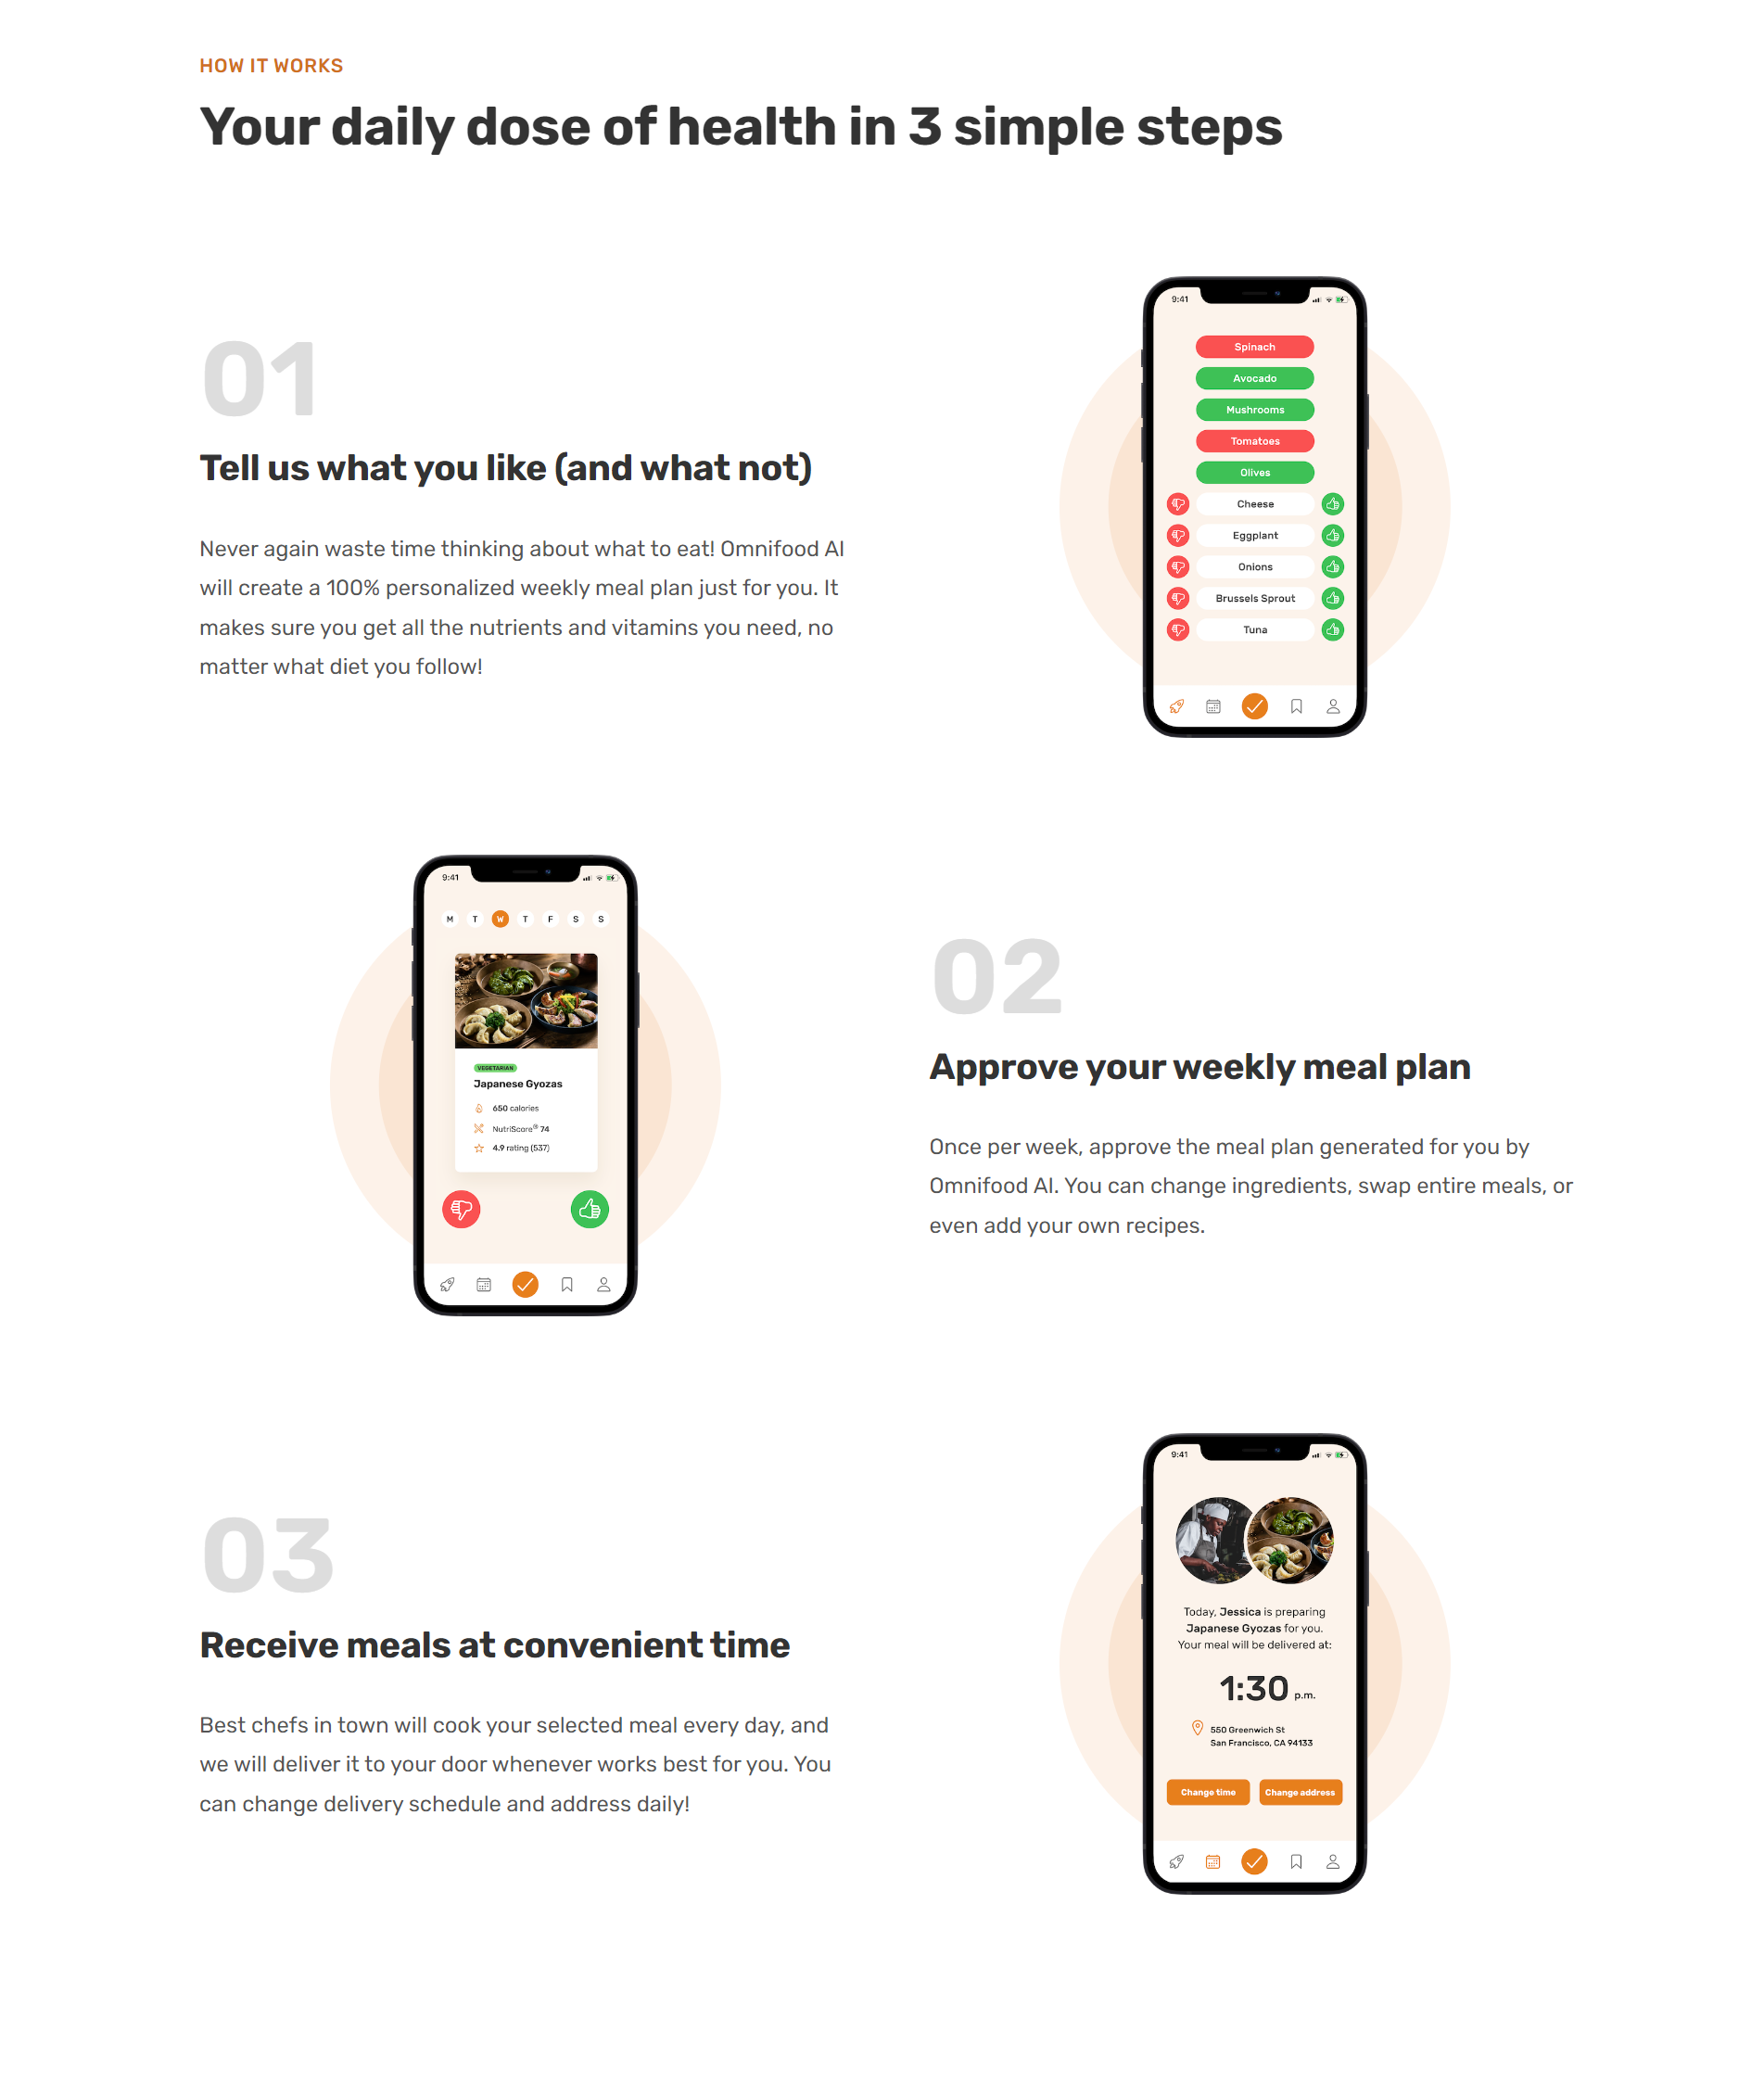 HOW IT WORKS
Your daily dose of health in 3 simple steps
01
Tell us what you like (and what not)
Never again waste time thinking about what to eat! Omnifood AI
will create a 100% personalized weekly meal plan just for you. It
makes sure you get all the nutrients and vitamins you need, no
matter what diet you follow!
9:41
Spinach
Avocado
Mushrooms
Tomatoes
Olives
Cheese
Eggplant
Onions
Brussels Sprout
Tuna
9:41
M T W T F S S
VEGETARIAN
Japanese Gyozas
650 calories
NutriScore® 74
4.9 rating (537)
02
Approve your weekly meal plan
Once per week, approve the meal plan generated for you by
Omnifood AI. You can change ingredients, swap entire meals, or
even add your own recipes.
03
Receive meals at convenient time
Best chefs in town will cook your selected meal every day, and
we will deliver it to your door whenever works best for you. You
can change delivery schedule and address daily!
9:41
Today, Jessica is preparing
Japanese Gyozas for you.
Your meal will be delivered at:
1:30 p.m.
550 Greenwich St
San Francisco, CA 94133
Change time
Change address